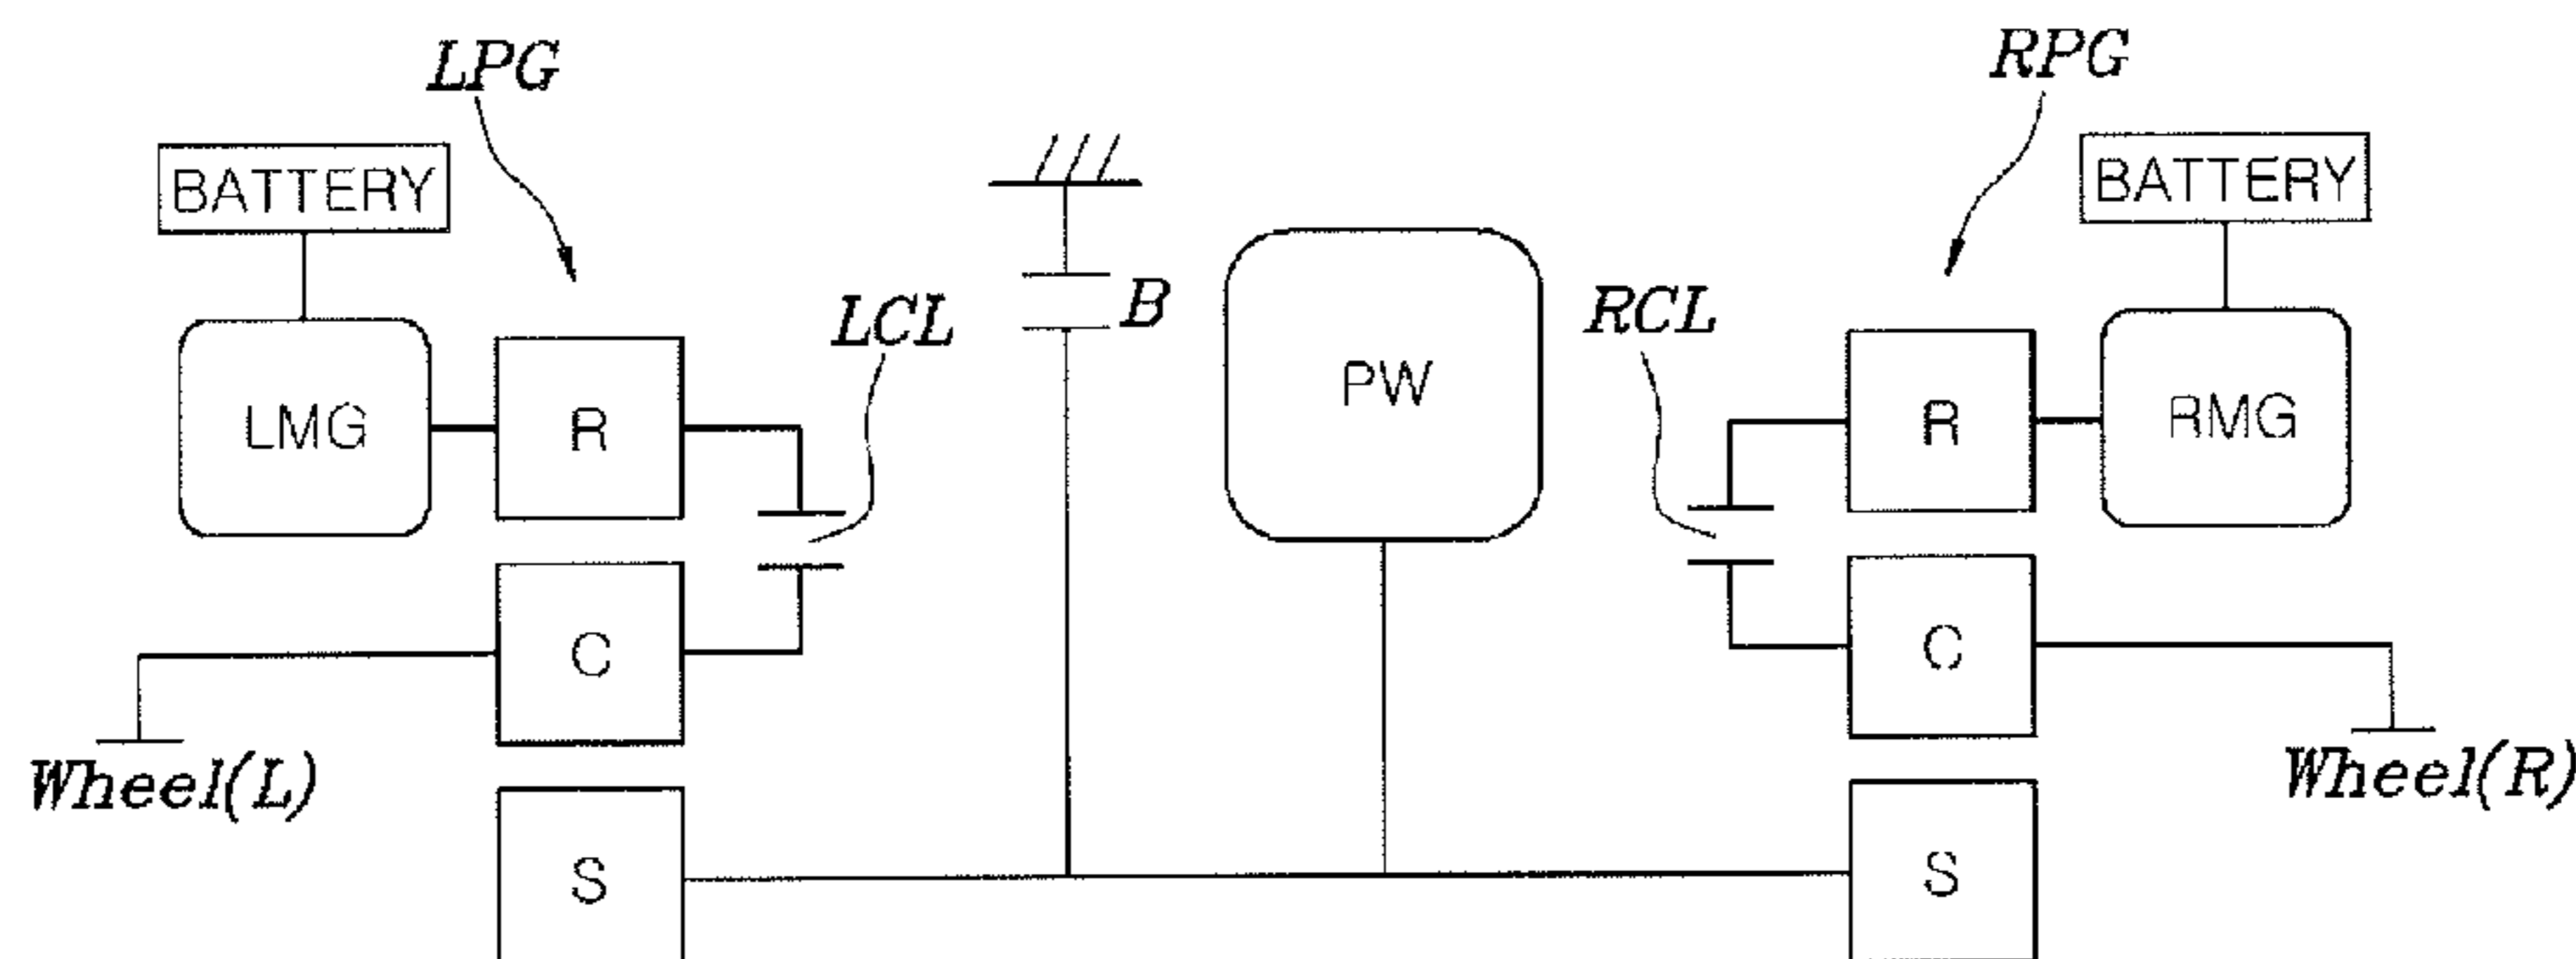 LPG
RPG
BATTERY
BATTERY
LCL
B
RCL
PW
LMG
R
R
RMG
C
C
Wheel(L)
Wheel(R)
S
S